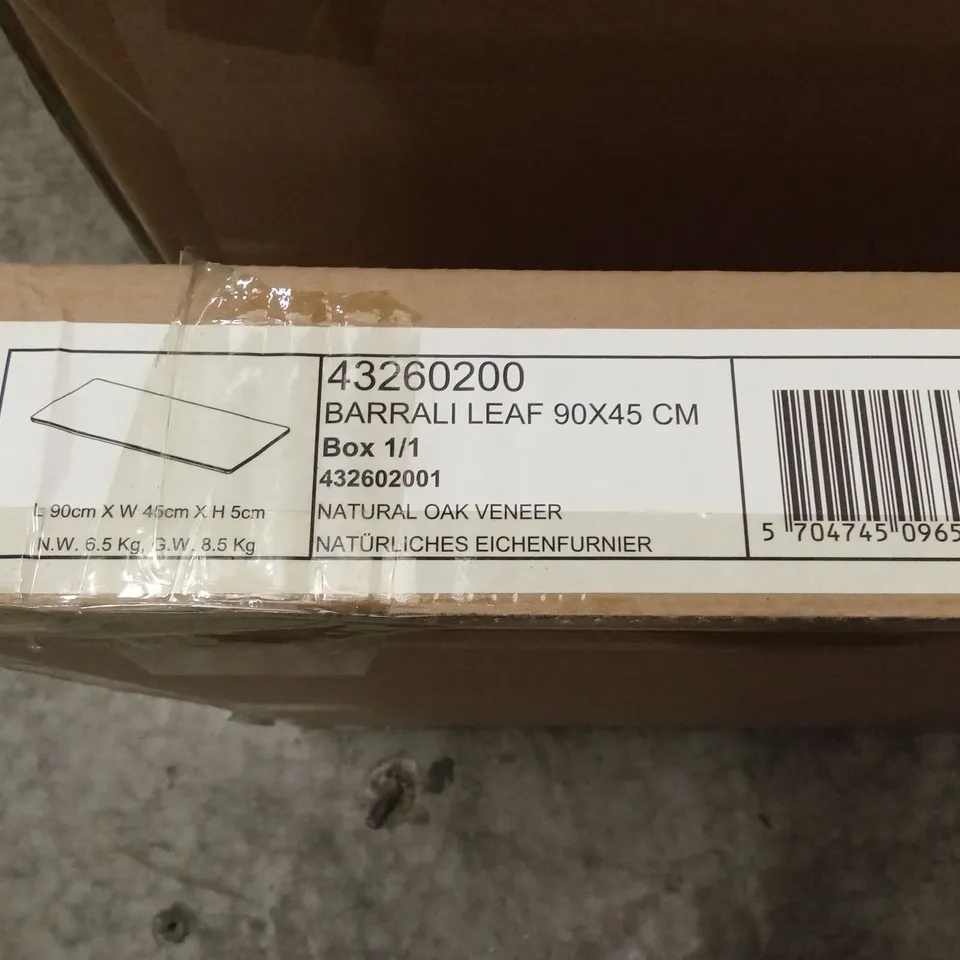 43260200
BARRALI LEAF 90X45 CM
Box 1/1
432602001
L 90cm X W 45cm X H 5cm
NATURAL OAK VENEER
N.W. 6.5 Kg, G.W. 8.5 Kg
NATÜRLICHES EICHENFURNIER
5 704745 0965